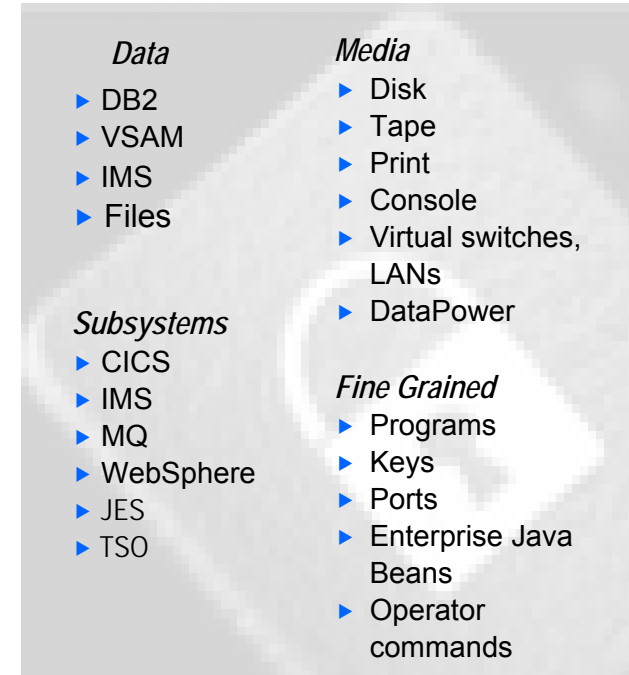 Data
DB2
VSAM
IMS
Files
Subsystems
CICS
IMS
MQ
WebSphere
JES
TSO
Media
Disk
Tape
Print
Console
Virtual switches,
LANs
DataPower
Fine Grained
Programs
Keys
Ports
Enterprise Java
Beans
Operator
commands